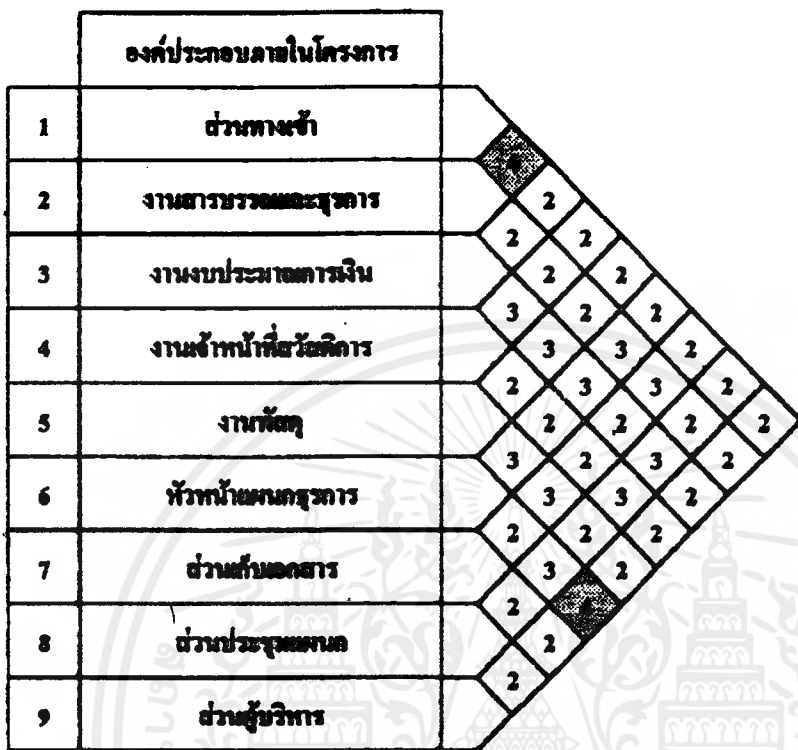 องค์ประกอบภายในโครงการ
1 ส่วนทางเข้า
2 งานสารบรรณและธุรการ 2
2 2
3 งานงบประมาณการเงิน 2 2
3 2 2
4 งานเจ้าหน้าที่สวัสดิการ 3 3 2
2 3 3 2
5 งานพัสดุ 2 2 2 2
3 2 3 2
6 หัวหน้าแผนกธุรการ 3 3 2
2 2 2
7 ส่วนเก็บเอกสาร 3 2
2
8 ส่วนประชุมแผนก 2
2
9 ส่วนผู้บริหาร